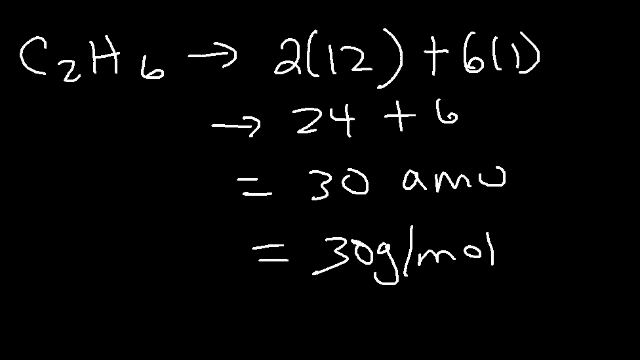 C₂H₆ → 2(12) + 6(1)
→ 24 + 6
= 30 amu
= 30g/mol